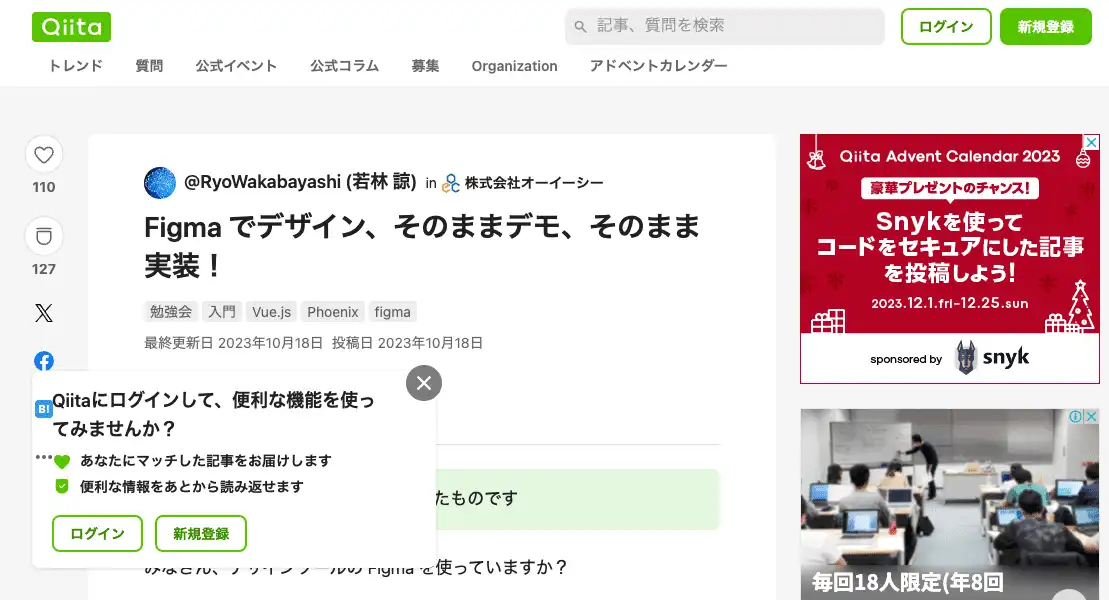 Qiita
記事、質問を検索
ログイン
新規登録
トレンド 質問 公式イベント 公式コラム 募集 Organization アドベントカレンダー
110
127
@RyoWakabayashi (若林 諒) in 株式会社オーイーシー
Figma でデザイン、そのままデモ、そのまま
実装！
勉強会 入門 Vue.js Phoenix figma
最終更新日 2023年10月18日 投稿日 2023年10月18日
B!
Qiitaにログインして、便利な機能を使っ
てみませんか？
あなたにマッチした記事をお届けします
便利な情報をあとから読み返せます
ログイン 新規登録
たものです
みなさん、デザインツールの Figma を使っていますか？
Qiita Advent Calendar 2023
豪華プレゼントのチャンス！
Snykを使って
コードをセキュアにした記事
を投稿しよう！
2023.12.1.fri-12.25.sun
sponsored by snyk
毎回18人限定(年8回